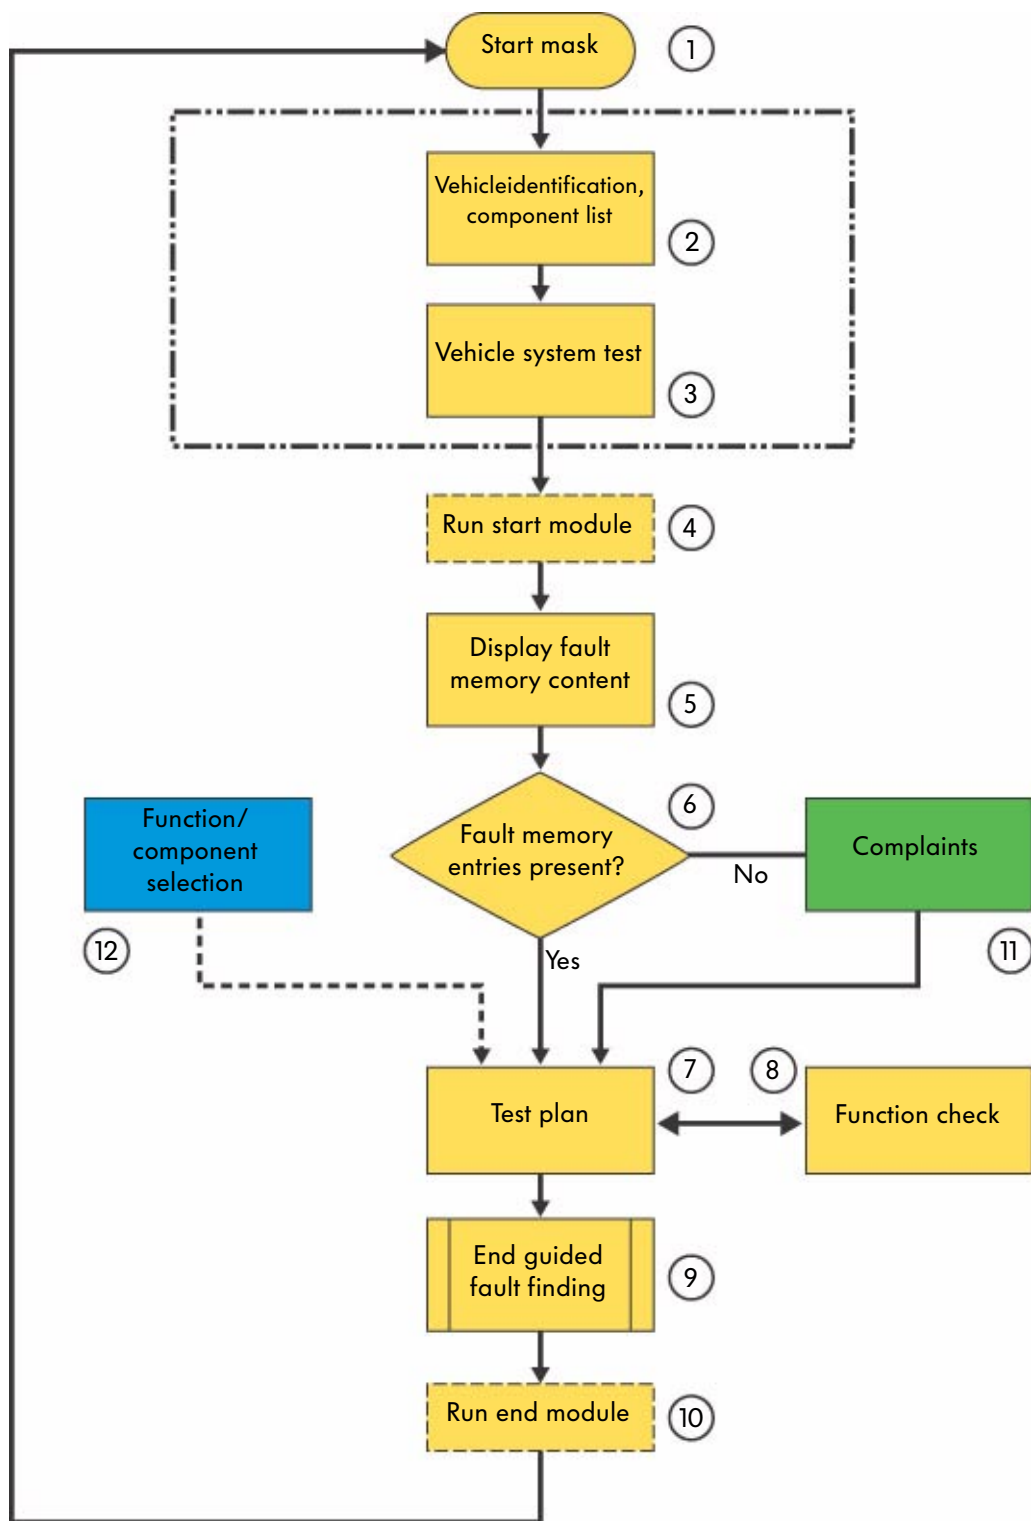 Start mask
1
Vehicleidentification,
component list
2
Vehicle system test
3
Run start module
4
Display fault
memory content
5
6
Fault memory
entries present?
No
Complaints
11
Function/
component
selection
12
Yes
7
8
Test plan
Function check
End guided
fault finding
9
Run end module
10